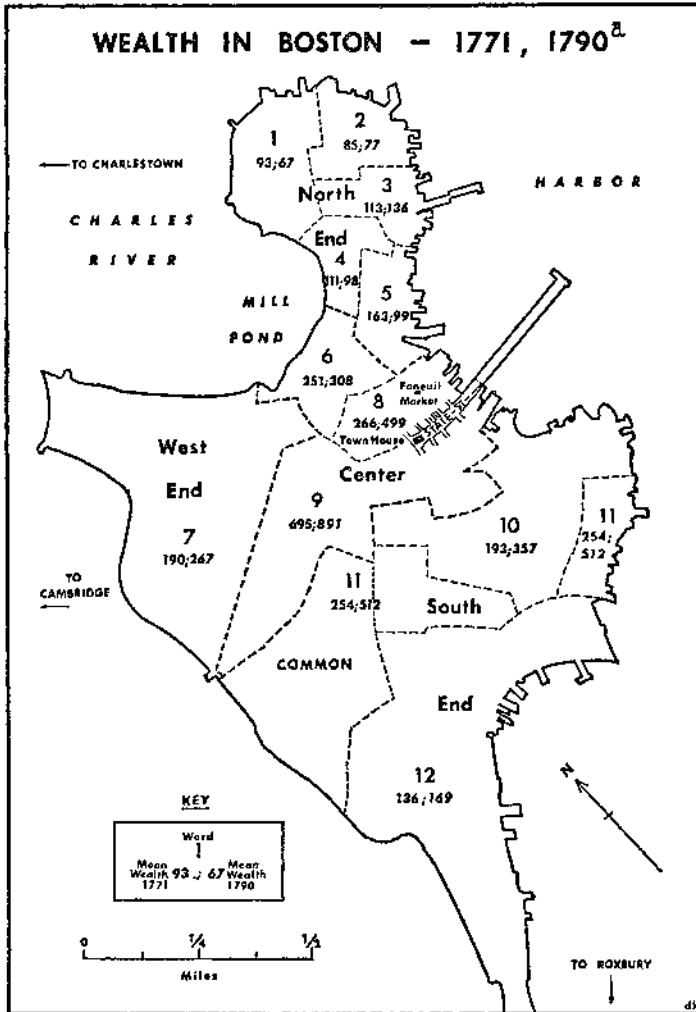 WEALTH IN BOSTON – 1771, 1790ª
1
93;67
2
85;77
TO CHARLESTOWN
North
3
113;136
HARBOR
CHARLES
RIVER
End
4
111;98
5
163;99
MILL
POND
6
251;308
Faneuil
Market
8
266;499
STATE ST.
Town House
West
End
7
190;267
Center
9
695;891
10
193;357
11
254;
512
TO
CAMBRIDGE
11
254;512
South
COMMON
End
12
136;169
N
KEY
Ward
1
Mean
Wealth
1771
93 ; 67
Mean
Wealth
1790
0 1/4 1/2
Miles
TO ROXBURY